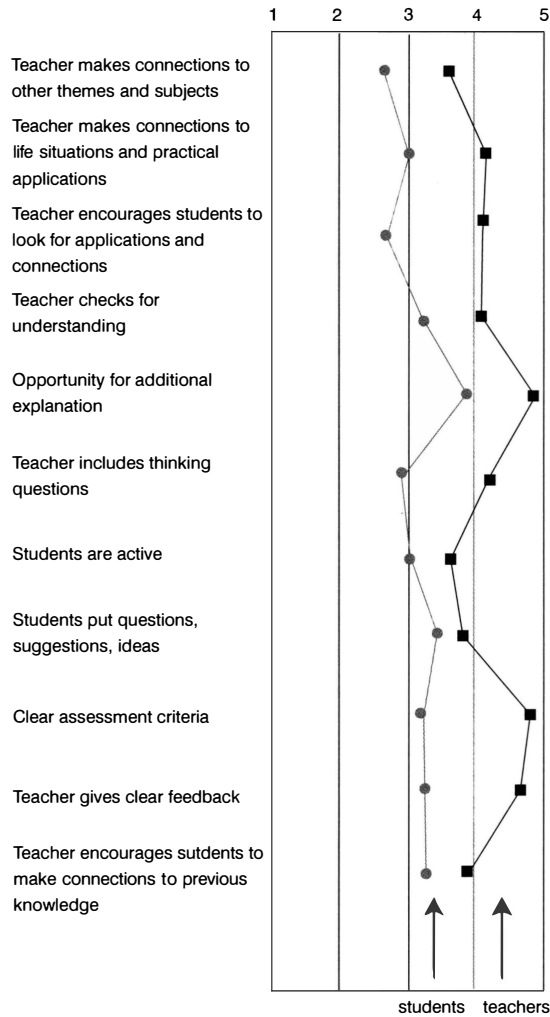 1 2 3 4 5
Teacher makes connections to
other themes and subjects
Teacher makes connections to
life situations and practical
applications
Teacher encourages students to
look for applications and
connections
Teacher checks for
understanding
Opportunity for additional
explanation
Teacher includes thinking
questions
Students are active
Students put questions,
suggestions, ideas
Clear assessment criteria
Teacher gives clear feedback
Teacher encourages sutdents to
make connections to previous
knowledge
students teachers